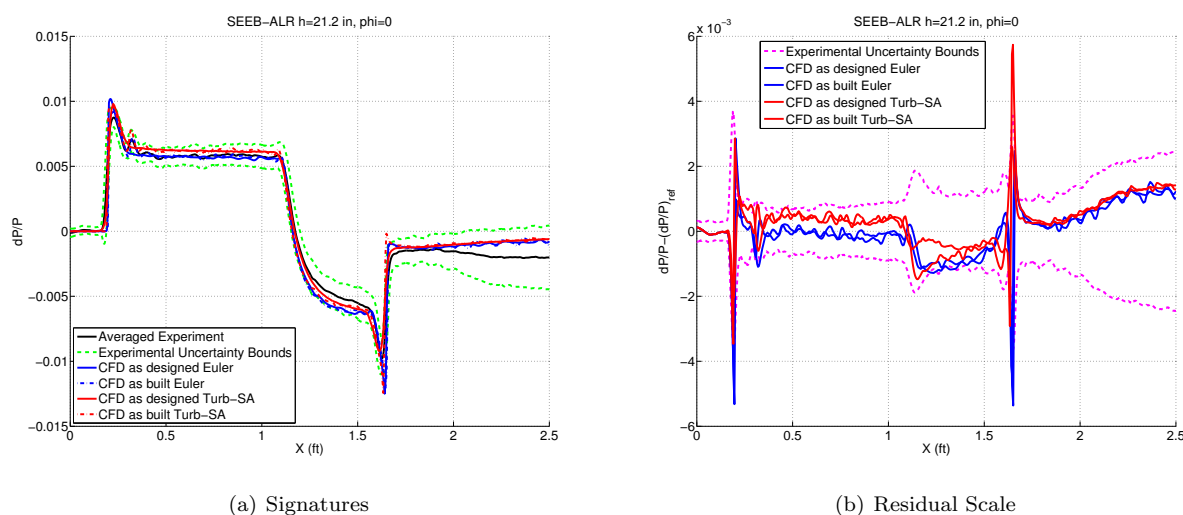 SEEB−ALR h=21.2 in, phi=0
0.015
0.01
0.005
0
−0.005
−0.01
−0.015
dP/P
0
0.5
1
1.5
2
2.5
X (ft)
Averaged Experiment
Experimental Uncertainty Bounds
CFD as designed Euler
CFD as built Euler
CFD as designed Turb−SA
CFD as built Turb−SA
(a) Signatures
SEEB−ALR h=21.2 in, phi=0
x 10−3
6
4
2
0
−2
−4
−6
dP/P−(dP/P)ref
0
0.5
1
1.5
2
2.5
X (ft)
Experimental Uncertainty Bounds
CFD as designed Euler
CFD as built Euler
CFD as designed Turb−SA
CFD as built Turb−SA
(b) Residual Scale